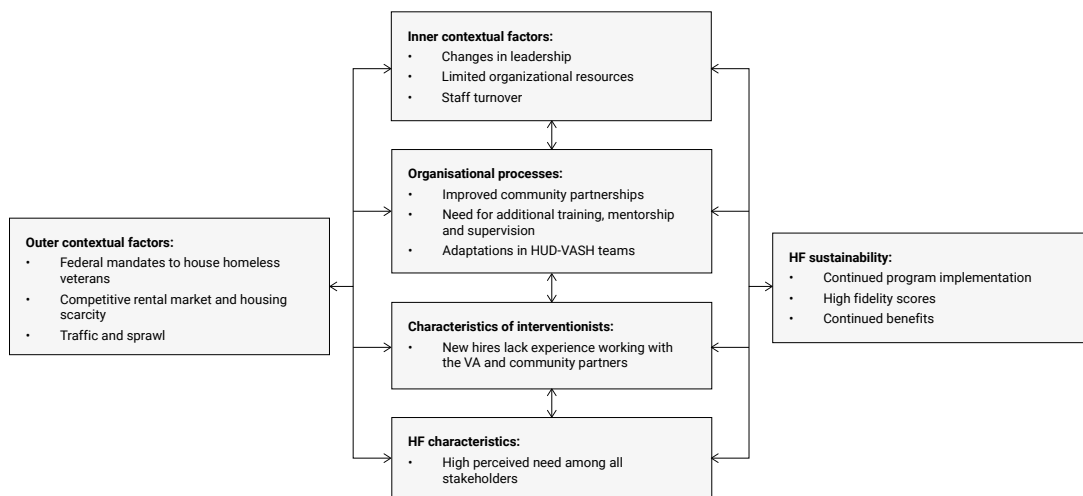 Inner contextual factors:
• Changes in leadership
• Limited organizational resources
• Staff turnover
Organisational processes:
• Improved community partnerships
• Need for additional training, mentorship
and supervision
• Adaptations in HUD-VASH teams
Outer contextual factors:
• Federal mandates to house homeless
veterans
• Competitive rental market and housing
scarcity
• Traffic and sprawl
HF sustainability:
• Continued program implementation
• High fidelity scores
• Continued benefits
Characteristics of interventionists:
• New hires lack experience working with
the VA and community partners
HF characteristics:
• High perceived need among all
stakeholders